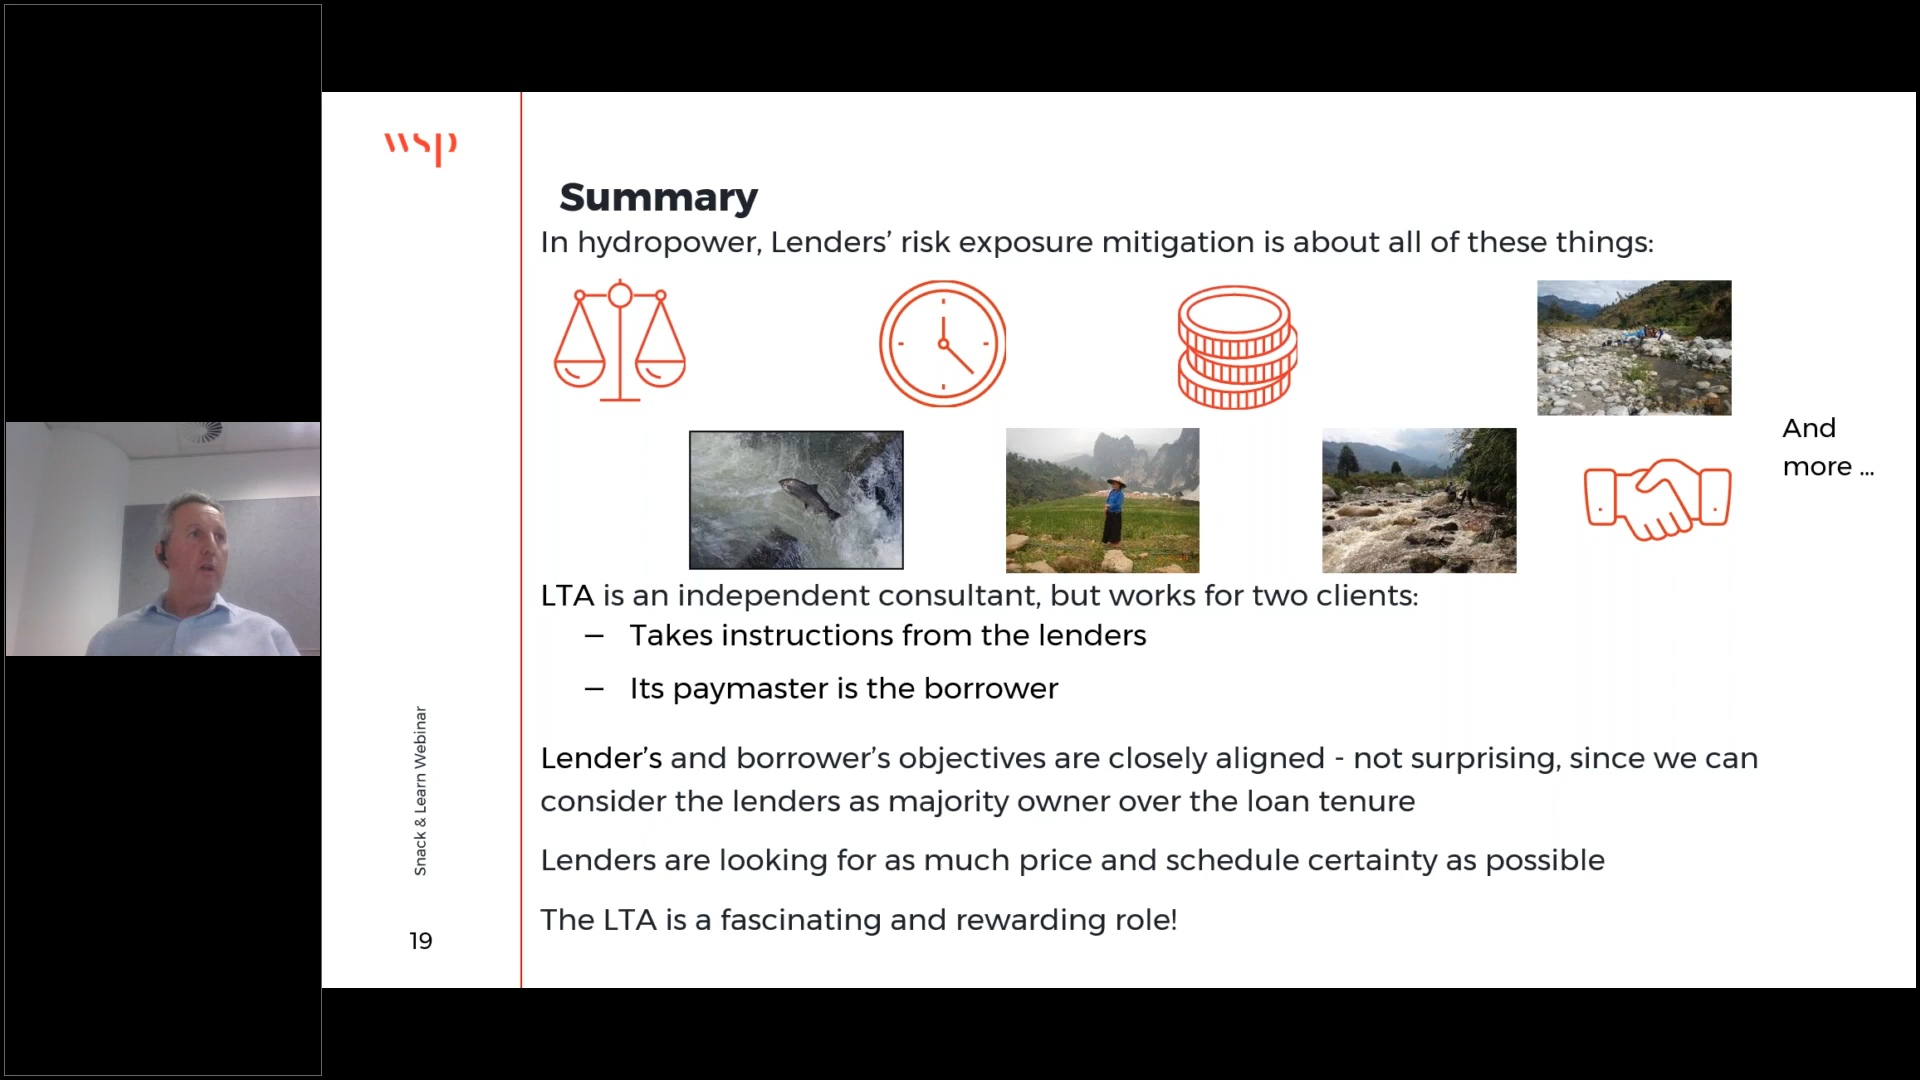 wsp
Summary
In hydropower, Lenders’ risk exposure mitigation is about all of these things:
And
more ...
LTA is an independent consultant, but works for two clients:
– Takes instructions from the lenders
– Its paymaster is the borrower
Lender’s and borrower’s objectives are closely aligned - not surprising, since we can
consider the lenders as majority owner over the loan tenure
Lenders are looking for as much price and schedule certainty as possible
The LTA is a fascinating and rewarding role!
Snack & Learn Webinar
19